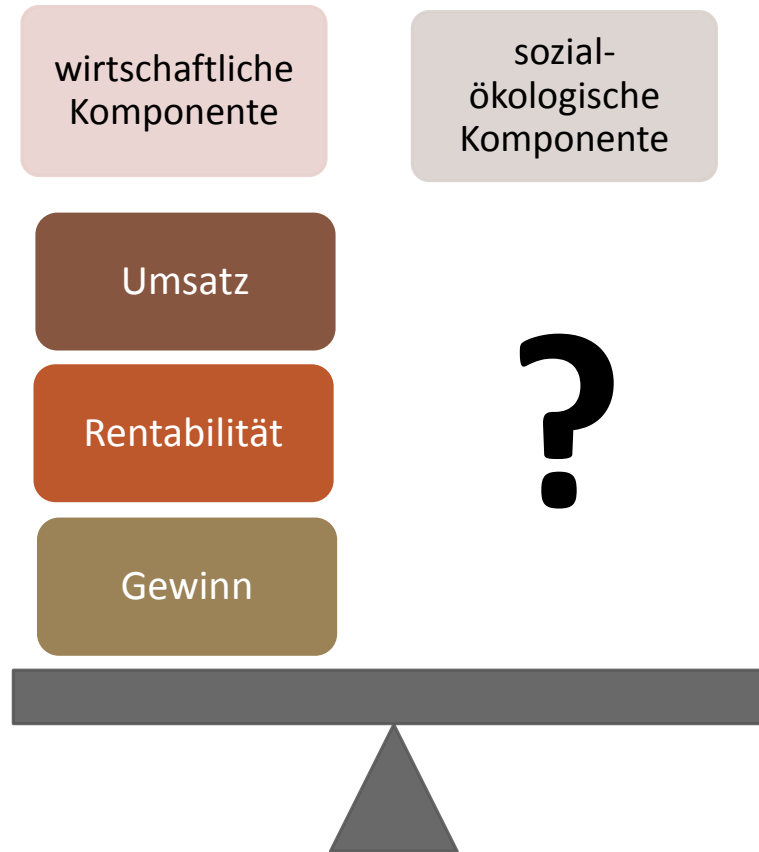 wirtschaftliche
Komponente
sozial-
ökologische
Komponente
Umsatz
Rentabilität
Gewinn
?